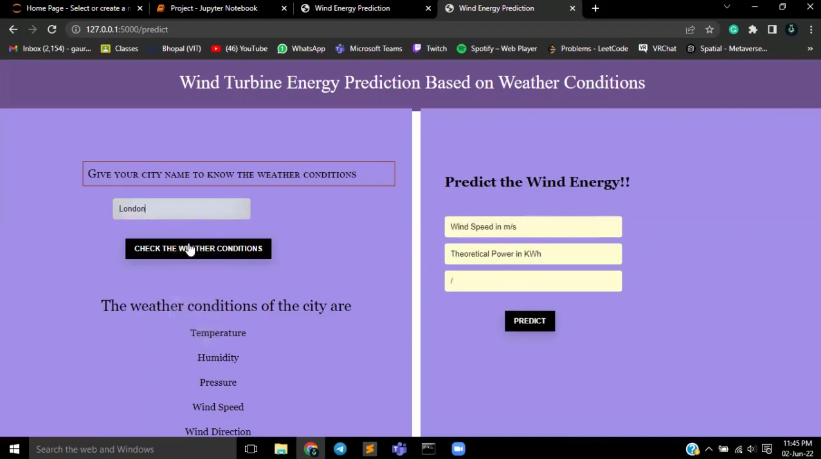 Home Page - Select or create a n
Project - Jupyter Notebook
Wind Energy Prediction
Wind Energy Prediction
127.0.0.1:5000/predict
Inbox (2,154) - gaur...
Classes
Bhopal (VIT)
(46) YouTube
WhatsApp
Microsoft Teams
Twitch
Spotify – Web Player
Problems - LeetCode
VRChat
Spatial - Metaverse...
Wind Turbine Energy Prediction Based on Weather Conditions
Give your city name to know the weather conditions
London
CHECK THE WEATHER CONDITIONS
The weather conditions of the city are
Temperature
Humidity
Pressure
Wind Speed
Wind Direction
Predict the Wind Energy!!
Wind Speed in m/s
Theoretical Power in KWh
/
PREDICT
Search the web and Windows
11:45 PM
02-Jun-22